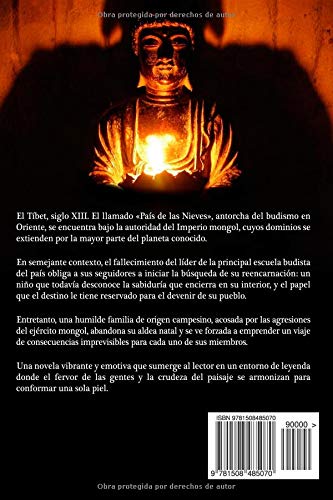 Obra protegida por derechos de autor
El Tíbet, siglo XIII. El llamado «País de las Nieves», antorcha del budismo en
Oriente, se encuentra bajo la autoridad del Imperio mongol, cuyos dominios se
extienden por la mayor parte del planeta conocido.
En semejante contexto, el fallecimiento del líder de la principal escuela budista
del país obliga a sus seguidores a iniciar la búsqueda de su reencarnación: un
niño que todavía desconoce la sabiduría que encierra en su interior, y el papel
que el destino le tiene reservado para el devenir de su pueblo.
Entretanto, una humilde familia de origen campesino, acosada por las agresiones
del ejército mongol, abandona su aldea natal y se ve forzada a emprender un viaje
de consecuencias imprevisibles para cada uno de sus miembros.
Una novela vibrante y emotiva que sumerge al lector en un entorno de leyenda
donde el fervor de las gentes y la crudeza del paisaje se armonizan para
conformar una sola piel.
ISBN 9781508485070
90000 >
9 781508 485070
Obra protegida por derechos de autor